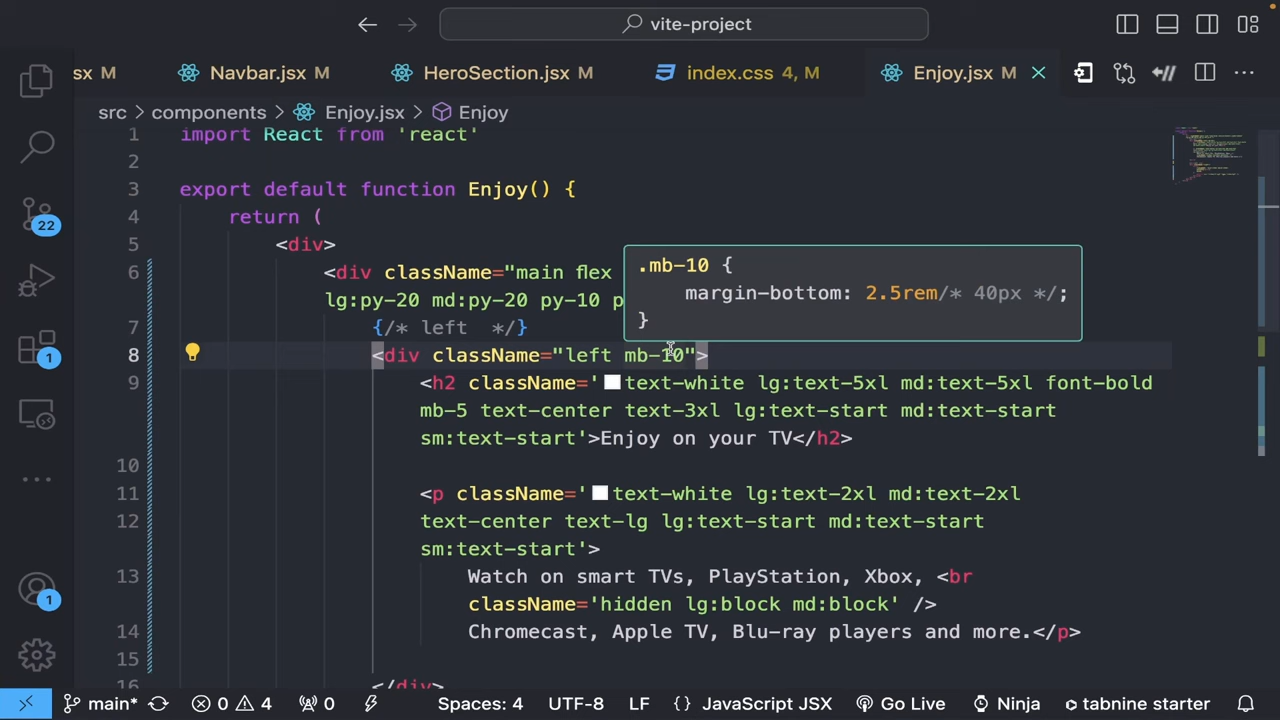 vite-project
sx M
Navbar.jsx M
HeroSection.jsx M
index.css 4, M
Enjoy.jsx M
src > components > Enjoy.jsx > Enjoy
1 import React from 'react'
2
3 export default function Enjoy() {
4 return (
5 <div>
6 <div className="main flex
lg:py-20 md:py-20 py-10 p
7 {/* left  */}
8 <div className="left mb-10">
9 <h2 className='text-white lg:text-5xl md:text-5xl font-bold
mb-5 text-center text-3xl lg:text-start md:text-start
sm:text-start'>Enjoy on your TV</h2>
10
11 <p className='text-white lg:text-2xl md:text-2xl
12 text-center text-lg lg:text-start md:text-start
sm:text-start'>
13 Watch on smart TVs, PlayStation, Xbox, <br
className='hidden lg:block md:block' />
14 Chromecast, Apple TV, Blu-ray players and more.</p>
15
16 </div>
.mb-10 {
margin-bottom: 2.5rem/* 40px */;
}
22
1
1
main* 0 4 0 Spaces: 4 UTF-8 LF {} JavaScript JSX Go Live Ninja tabnine starter